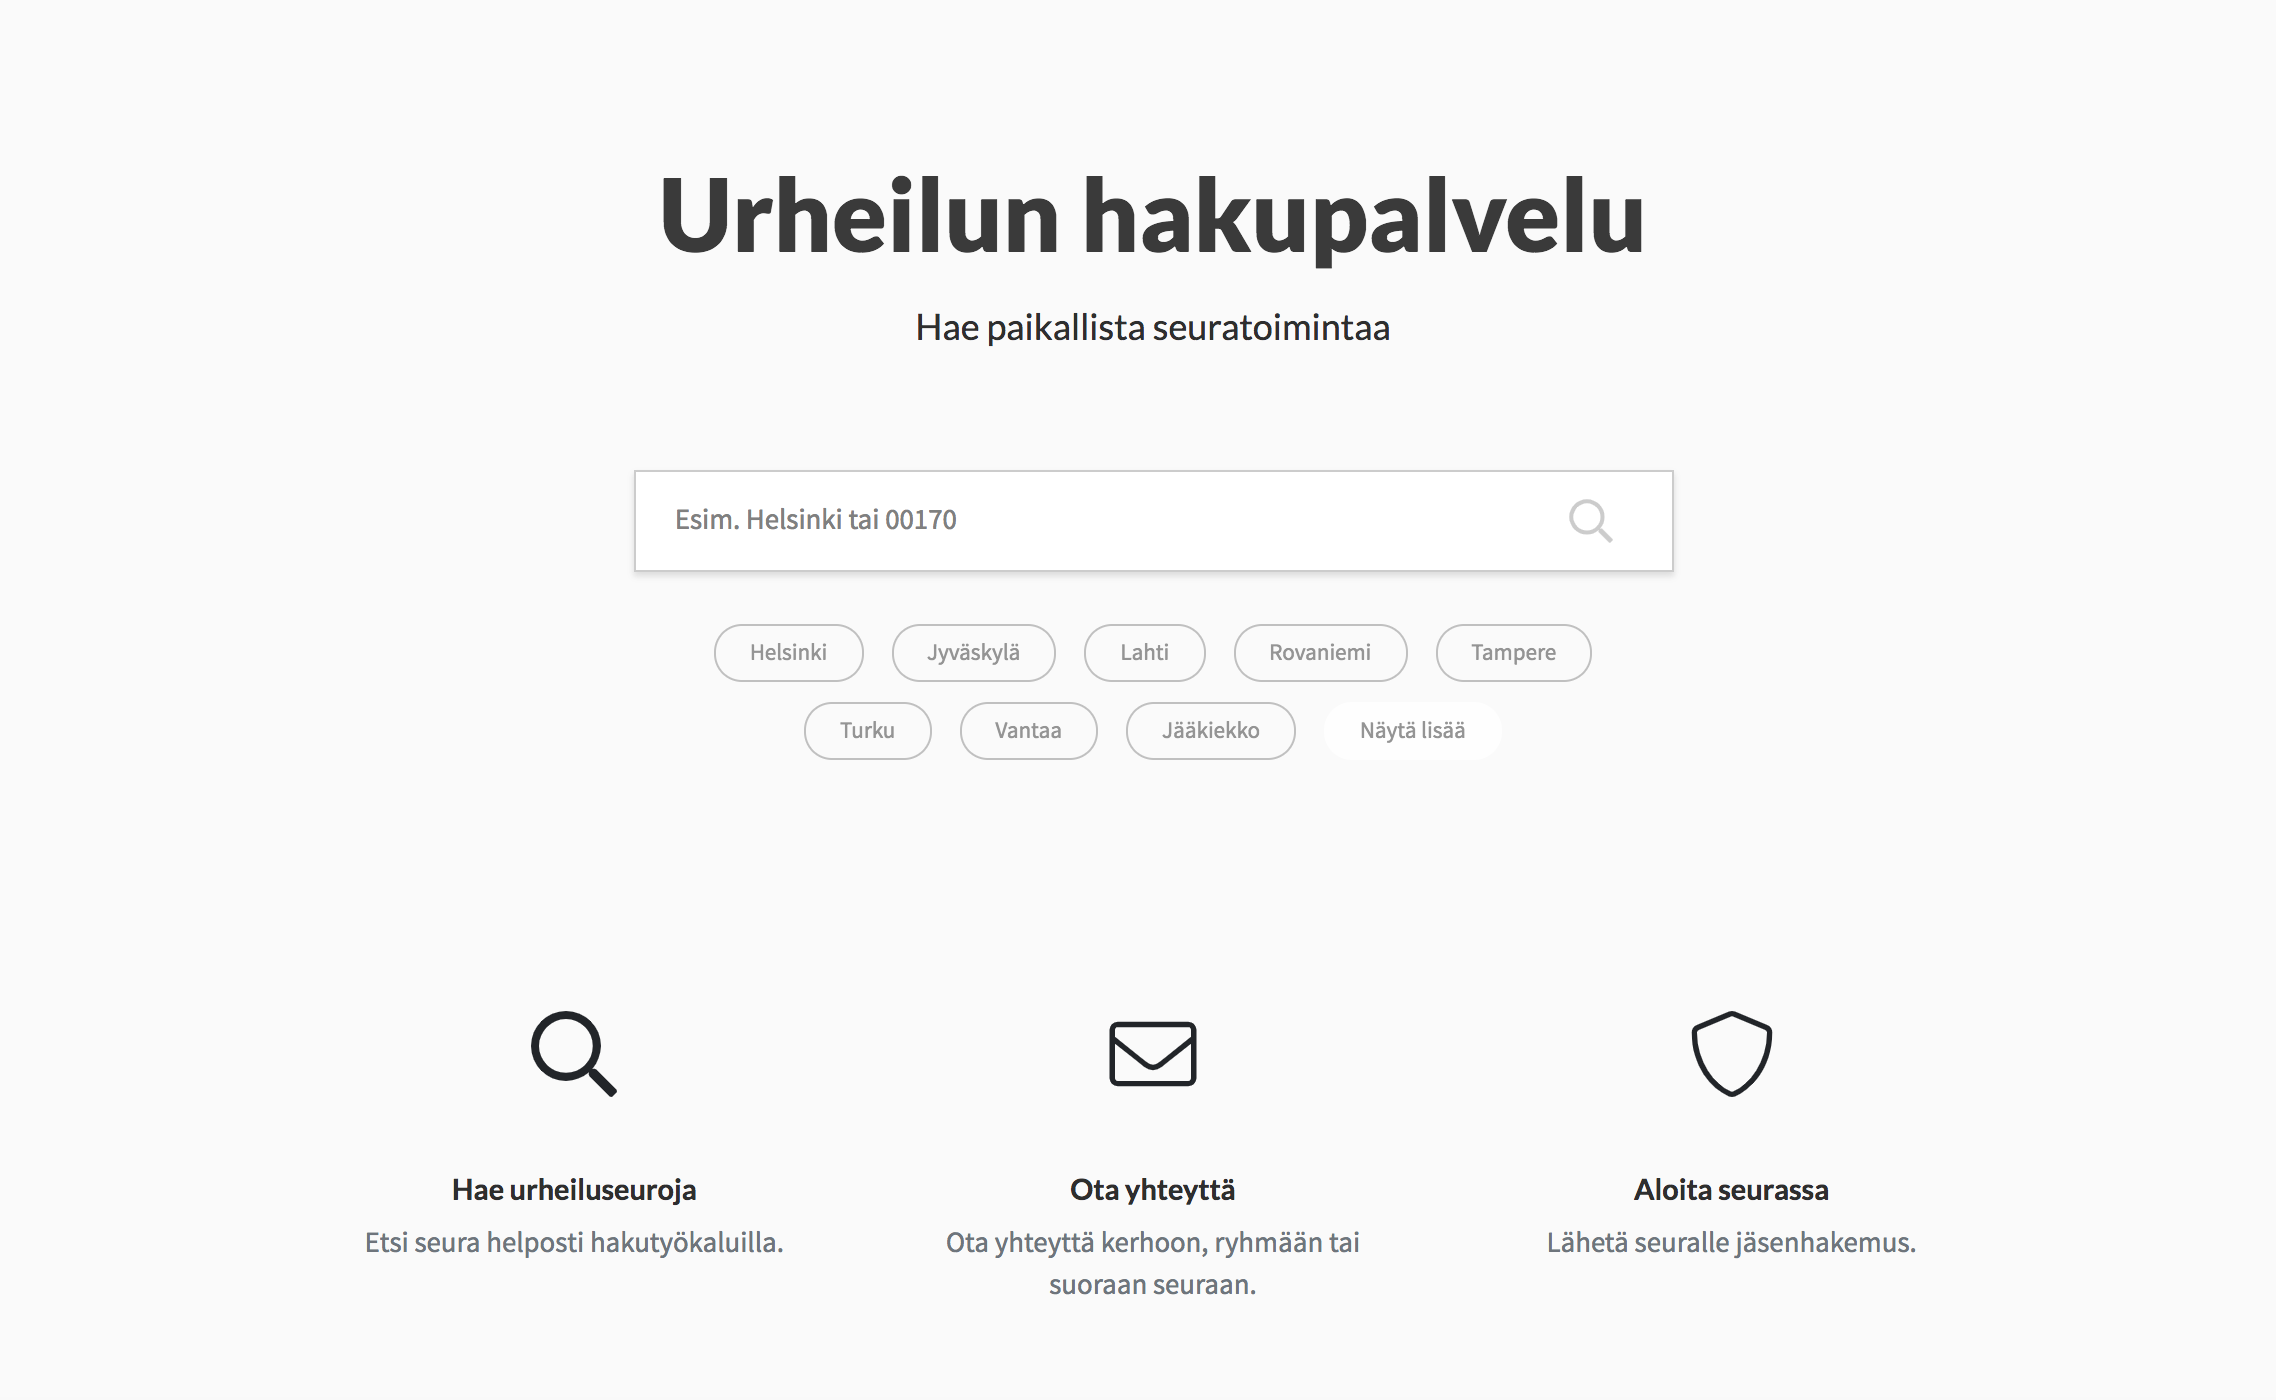 Urheilun hakupalvelu
Hae paikallista seuratoimintaa
Esim. Helsinki tai 00170
Helsinki Jyväskylä Lahti Rovaniemi Tampere
Turku Vantaa Jääkiekko Näytä lisää
Hae urheiluseuroja
Etsi seura helposti hakutyökaluilla.
Ota yhteyttä
Ota yhteyttä kerhoon, ryhmään tai
suoraan seuraan.
Aloita seurassa
Lähetä seuralle jäsenhakemus.